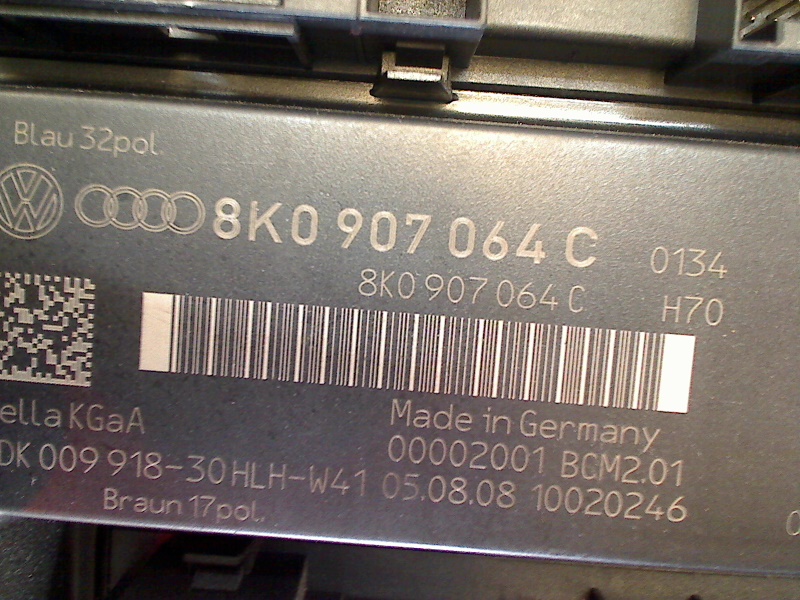 Blau 32pol.
8K0 907 064 C 0134
8K0 907 064 C H70
ella KGaA
Made in Germany
DK 009 918-30 HLH-W41
00002001 BCM2.01
05.08.08 10020246
Braun 17pol.